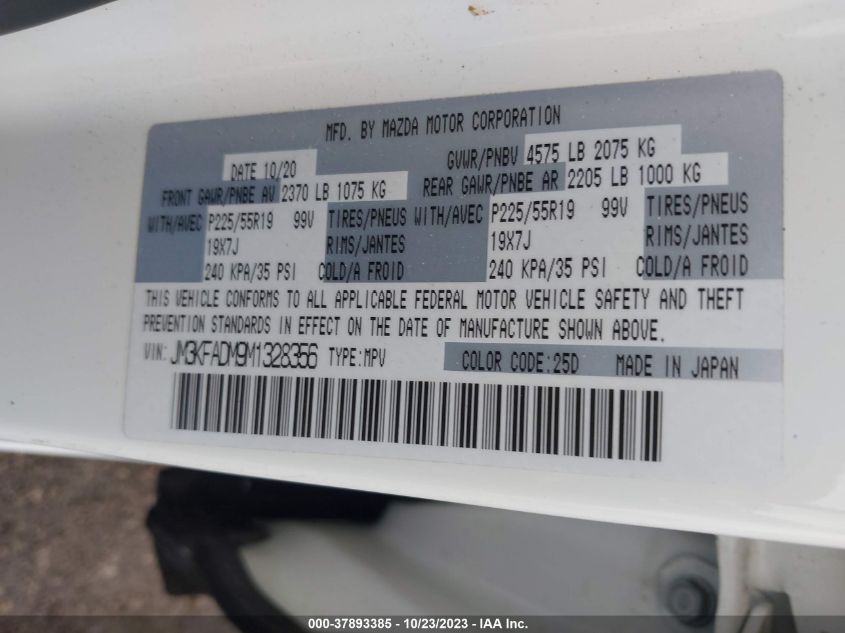 MFD. BY MAZDA MOTOR CORPORATION
DATE 10/20 GVWR/PNBV 4575 LB 2075 KG
FRONT GAWR/PNBE AV 2370 LB 1075 KG REAR GAWR/PNBE AR 2205 LB 1000 KG
WITH/AVEC P225/55R19 99V TIRES/PNEUS WITH/AVEC P225/55R19 99V TIRES/PNEUS
19X7J RIMS/JANTES 19X7J RIMS/JANTES
240 KPA/35 PSI COLD/A FROID 240 KPA/35 PSI COLD/A FROID
THIS VEHICLE CONFORMS TO ALL APPLICABLE FEDERAL MOTOR VEHICLE SAFETY AND THEFT
PREVENTION STANDARDS IN EFFECT ON THE DATE OF MANUFACTURE SHOWN ABOVE.
VIN: JM3KFADM9M1328356 TYPE:MPV COLOR CODE:25D MADE IN JAPAN
000-37893385 - 10/23/2023 - IAA Inc.